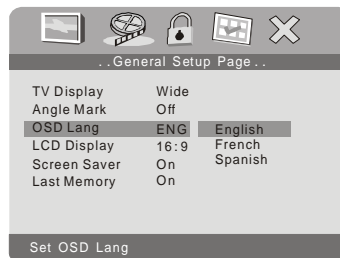 ..General Setup Page..
TV Display Wide
Angle Mark Off
OSD Lang ENG English
LCD Display 16:9 French
Screen Saver On Spanish
Last Memory On
Set OSD Lang